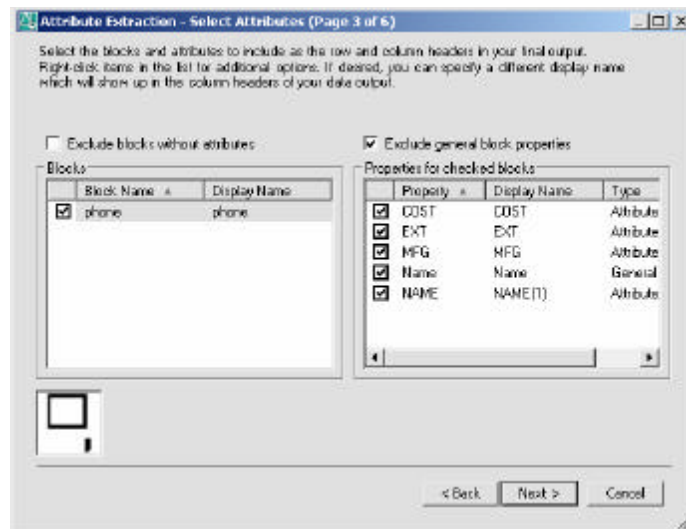 Attribute Extraction - Select Attributes (Page 3 of 6)
Select the blocks and attributes to include as the row and column headers in your final output.
Right-click items in the list for additional options. If desired, you can specify a different display name
which will show up in the column headers of your data output.
Exclude blocks without attributes
Exclude general block properties
Blocks
Properties for checked blocks
Block Name Display Name
Property Display Name Type
phone phone
COST COST Attribute
EXT EXT Attribute
MFG MFG Attribute
Name Name General
NAME NAME(1) Attribute
< Back Next > Cancel